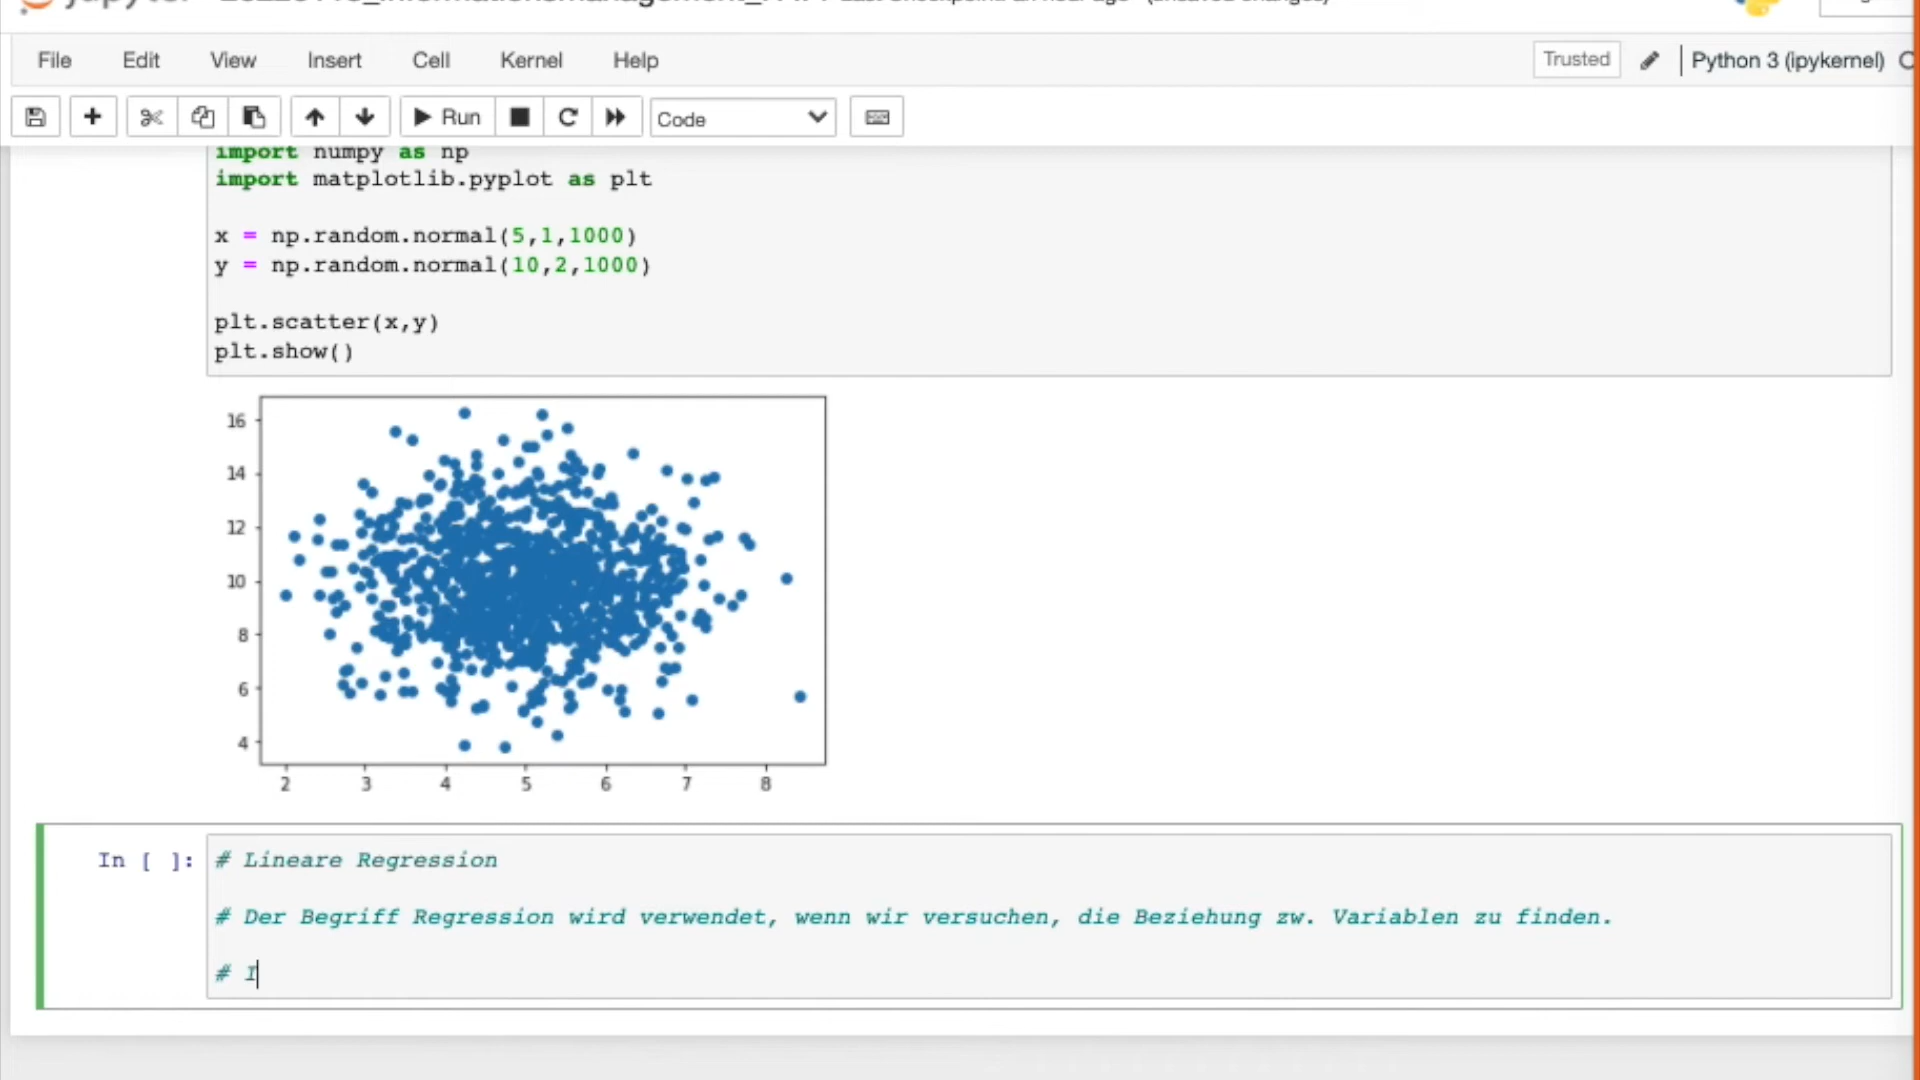 File Edit View Insert Cell Kernel Help Trusted Python 3 (ipykernel)
Run Code
import numpy as np
import matplotlib.pyplot as plt
x = np.random.normal(5,1,1000)
y = np.random.normal(10,2,1000)
plt.scatter(x,y)
plt.show()
16
14
12
10
8
6
4
2 3 4 5 6 7 8
In [ ]: # Lineare Regression
# Der Begriff Regression wird verwendet, wenn wir versuchen, die Beziehung zw. Variablen zu finden.
# I